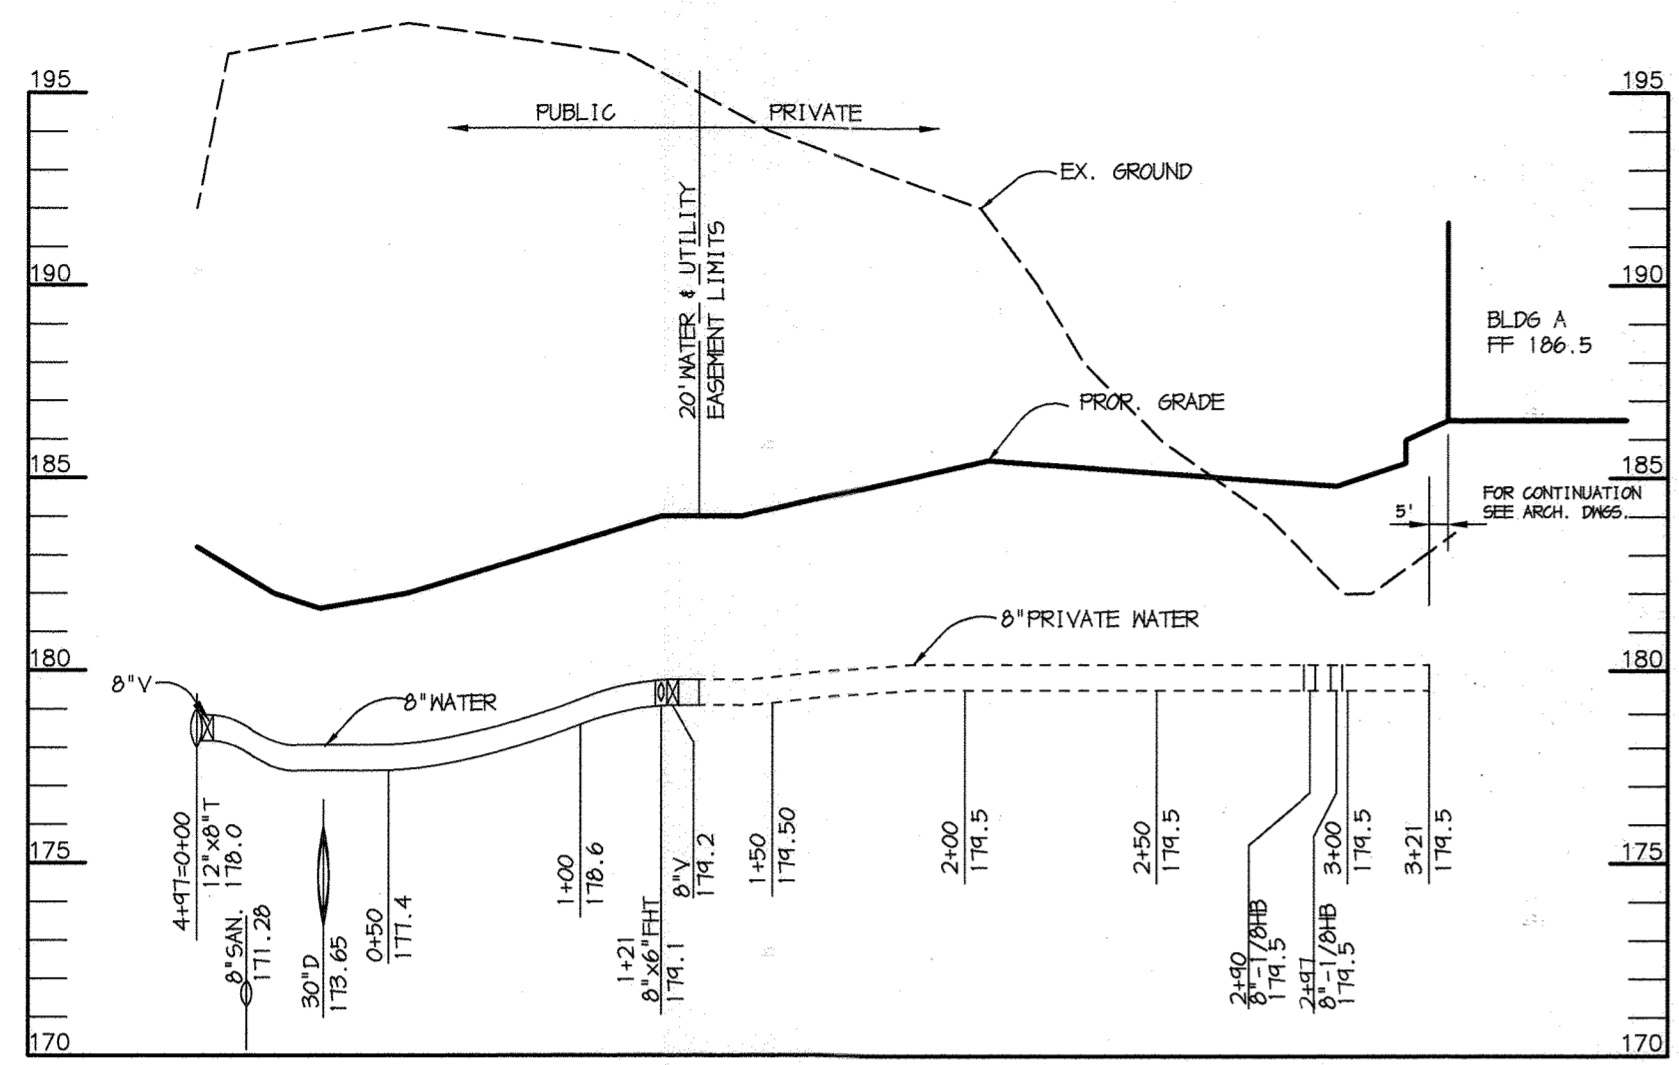 195
195
PUBLIC
PRIVATE
EX. GROUND
20' WATER & UTILITY
EASEMENT LIMITS
190
190
BLDG A
FF 186.5
PROP. GRADE
185
185
FOR CONTINUATION
SEE ARCH. DWGS.
5'
8" PRIVATE WATER
180
180
8"V
8" WATER
175
175
4+97=0+00
12"x8"T
178.0
8"SAN.
171.28
30"D
173.65
0+50
177.4
1+00
178.6
1+21
8"x6"FHT
179.1
8"V
179.2
1+50
179.50
2+00
179.5
2+50
179.5
2+90
8"-1/8HB
179.5
2+97
8"-1/8HB
179.5
3+00
179.5
3+21
179.5
170
170